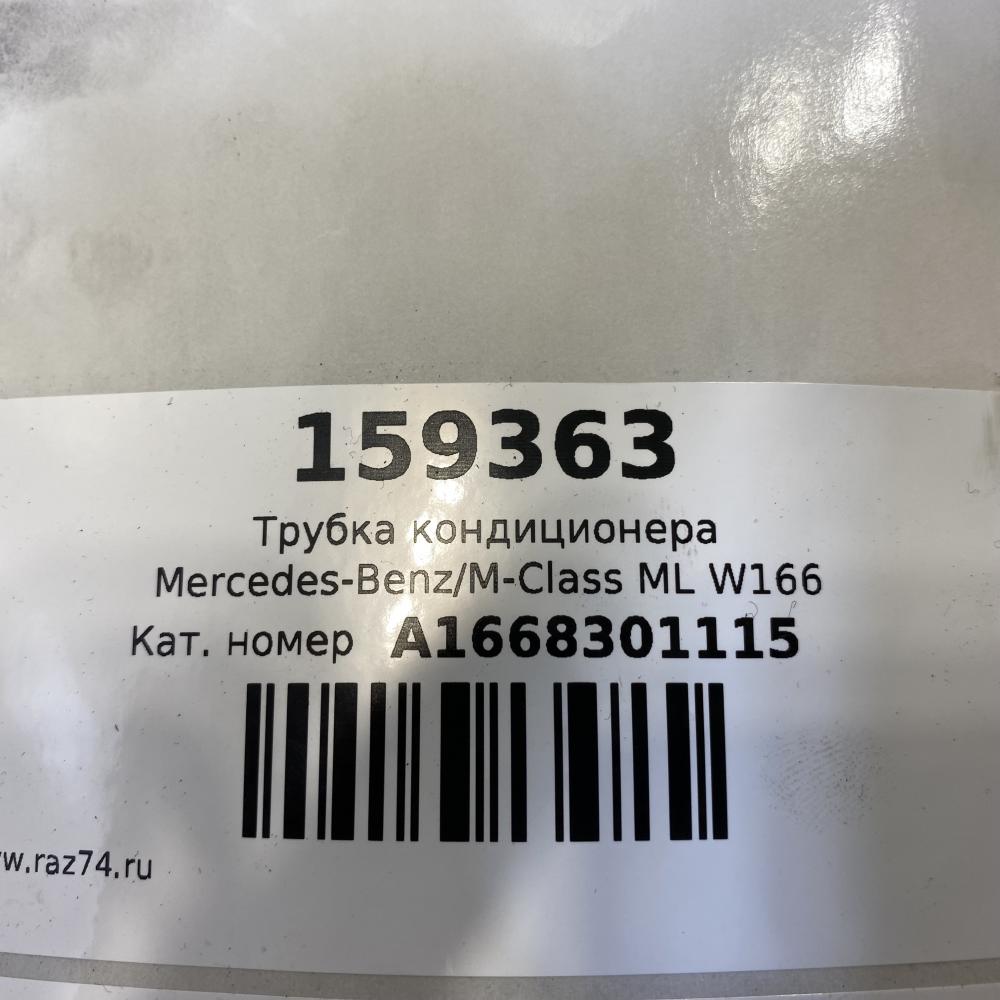 159363
Трубка кондиционера
Mercedes-Benz/M-Class ML W166
Кат. номер A1668301115
w.raz74.ru